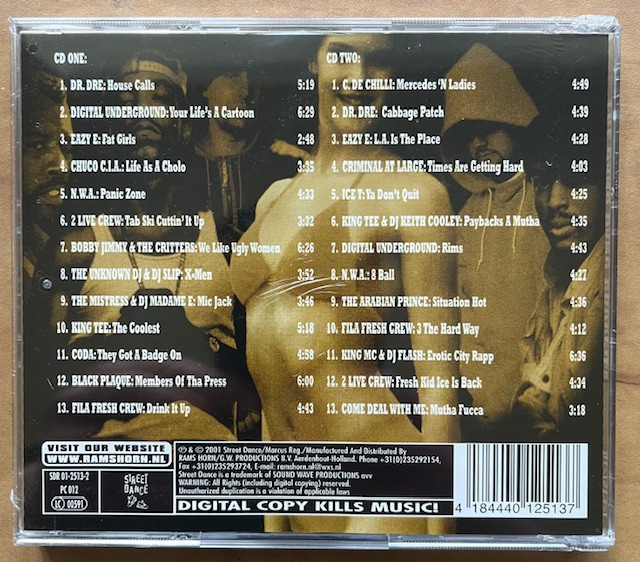 CD ONE:
1. DR. DRE: House Calls 5:19
2. DIGITAL UNDERGROUND: Your Life's A Cartoon 6:29
3. EAZY E: Fat Girls 2:48
4. CHUCO C.I.A.: Life As A Cholo 3:35
5. N.W.A.: Panic Zone 4:33
6. 2 LIVE CREW: Tab Ski Cuttin' It Up 3:32
7. BOBBY JIMMY & THE CRITTERS: We Like Ugly Women 6:26
8. THE UNKNOWN DJ & DJ SLIP: X-Men 3:52
9. THE MISTRESS & DJ MADAME E: Mic Jack 3:46
10. KING TEE: The Coolest 5:18
11. CODA: They Got A Badge On 4:58
12. BLACK PLAQUE: Members Of Tha Press 6:00
13. FILA FRESH CREW: Drink It Up 4:43
CD TWO:
1. C. DE CHILLI: Mercedes 'N Ladies 4:49
2. DR. DRE: Cabbage Patch 4:39
3. EAZY E: L.A. Is The Place 4:28
4. CRIMINAL AT LARGE: Times Are Getting Hard 4:03
5. ICE T: Ya Don't Quit 4:25
6. KING TEE & DJ KEITH COOLEY: Paybacks A Mutha 4:35
7. DIGITAL UNDERGROUND: Rims 4:43
8. N.W.A.: 8 Ball 4:27
9. THE ARABIAN PRINCE: Situation Hot 4:36
10. FILA FRESH CREW: 3 The Hard Way 4:12
11. KING MC & DJ FLASH: Erotic City Rapp 6:36
12. 2 LIVE CREW: Fresh Kid Ice Is Back 4:34
13. COME DEAL WITH ME: Mutha Fucca 3:18
VISIT OUR WEBSITE
WWW.RAMSHORN.NL
SDR 01-2513-2
PC 012
LC 00591
STREET
DANCE
℗ & © 2001 Street Dance/Marcus Reg./Manufactured And Distributed By
RAMS HORN/G.W. PRODUCTIONS B.V. Aerdenhout-Holland. Phone +31(0)235292154,
Fax +31(0)235293724, E-mail: ramshorn.nl@wxs.nl
Street Dance is a trademark of SOUND WAVE PRODUCTIONS avv
WARNING: All Rights (including digital copying) reserved.
Unauthorized duplication is a violation of applicable laws
DIGITAL COPY KILLS MUSIC!
4 184440 125137